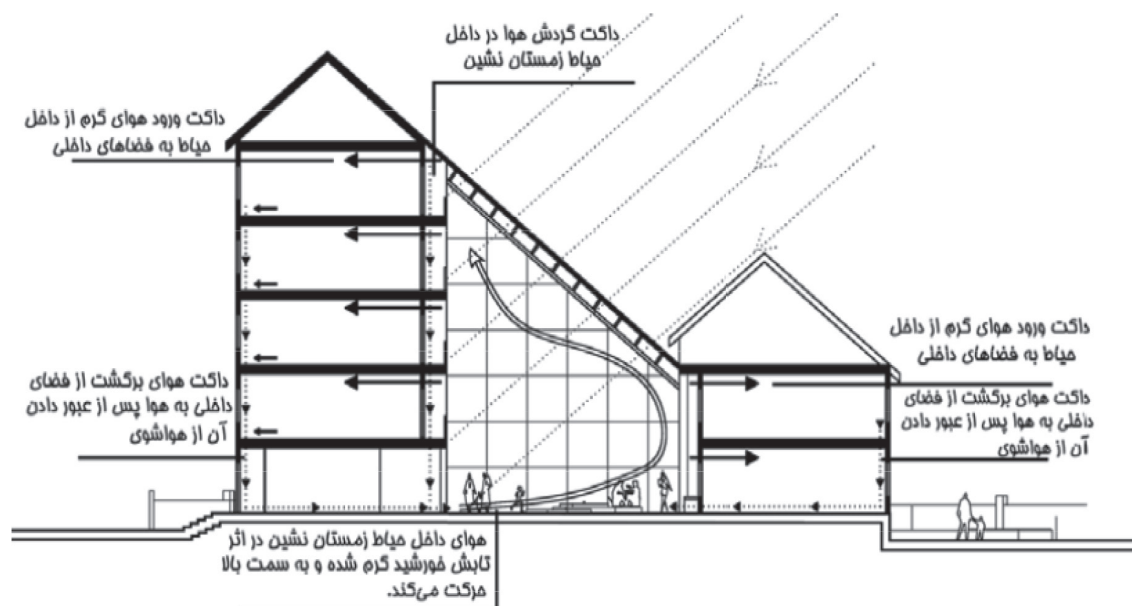 داکت گردش هوا در داخل
حیاط زمستان نشین
داکت ورود هوای گرم از داخل
حیاط به فضاهای داخلی
داکت ورود هوای گرم از داخل
حیاط به فضاهای داخلی
داکت هوای برگشت از فضای
داخلی به هوا پس از عبور دادن
آن از هواشوی
داکت هوای برگشت از فضای
داخلی به هوا پس از عبور دادن
آن از هواشوی
هوای داخل حیاط زمستان نشین در اثر
تابش خورشید گرم شده و به سمت بالا
حرکت می‌کند.